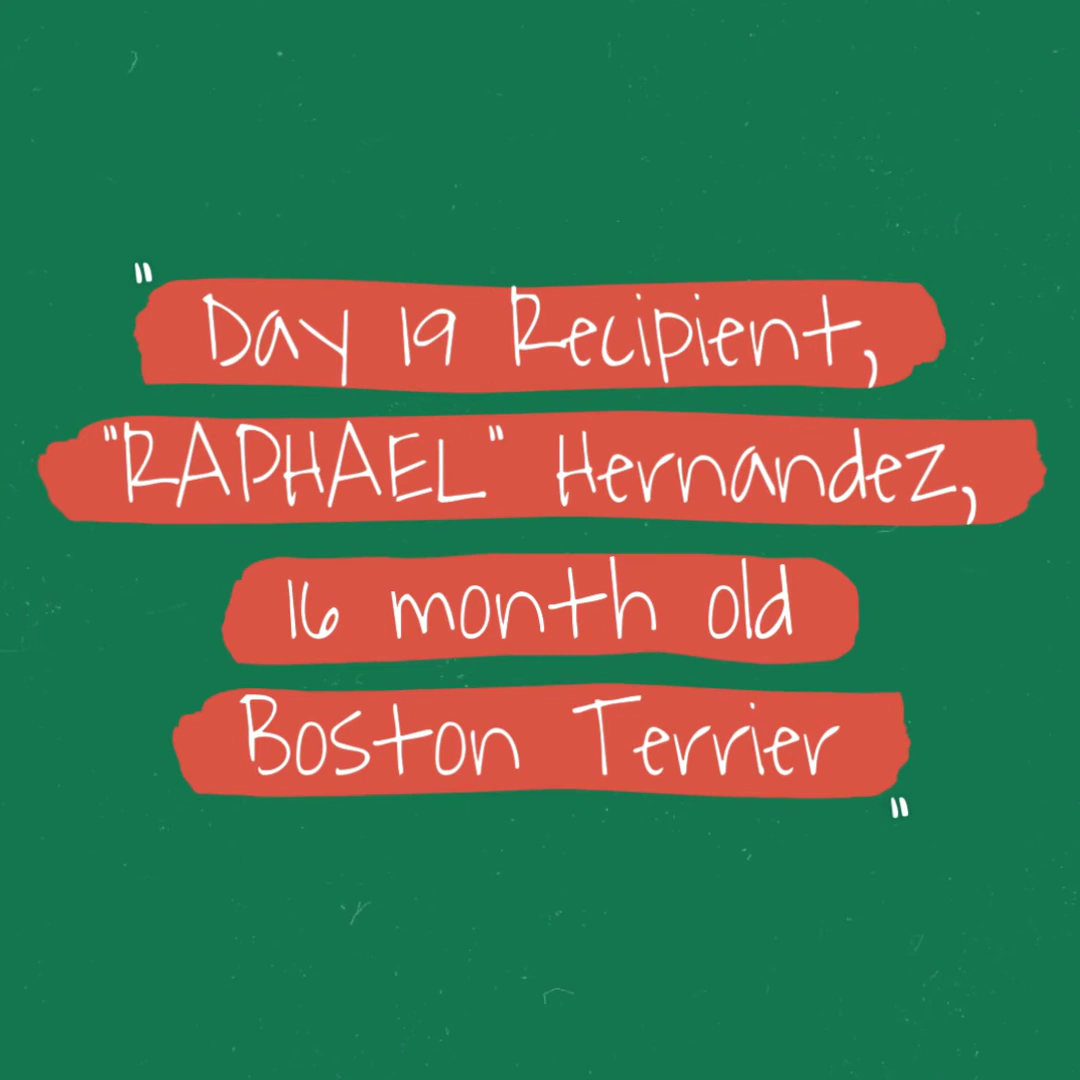 "
Day 19 Recipient,
"RAPHAEL" Hernandez,
16 month old
Boston Terrier
"